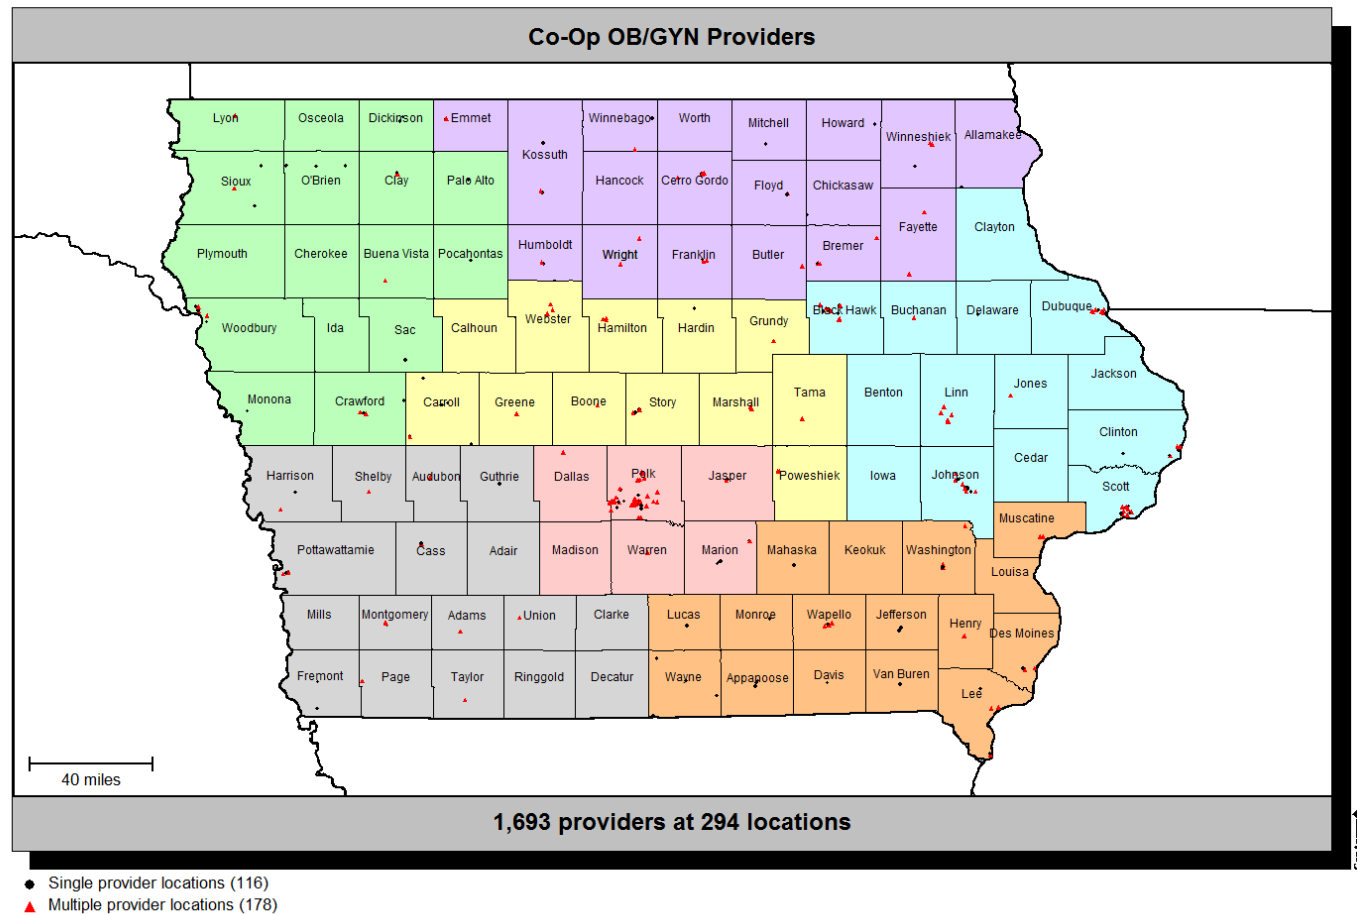 Co-Op OB/GYN Providers
Lyon Osceola Dickinson Emmet Kossuth Winnebago Worth Mitchell Howard Winneshiek Allamakee
Sioux O'Brien Clay Palo Alto Hancock Cerro Gordo Floyd Chickasaw
Plymouth Cherokee Buena Vista Pocahontas Humboldt Wright Franklin Butler Bremer Fayette Clayton
Woodbury Ida Sac Calhoun Webster Hamilton Hardin Grundy Black Hawk Buchanan Delaware Dubuque
Monona Crawford Carroll Greene Boone Story Marshall Tama Benton Linn Jones Jackson
Clinton
Harrison Shelby Audubon Guthrie Dallas Polk Jasper Poweshiek Iowa Johnson Cedar Scott
Muscatine
Pottawattamie Cass Adair Madison Warren Marion Mahaska Keokuk Washington Louisa
Mills Montgomery Adams Union Clarke Lucas Monroe Wapello Jefferson Henry Des Moines
Fremont Page Taylor Ringgold Decatur Wayne Appanoose Davis Van Buren Lee
40 miles
1,693 providers at 294 locations
Single provider locations (116)
Multiple provider locations (178)